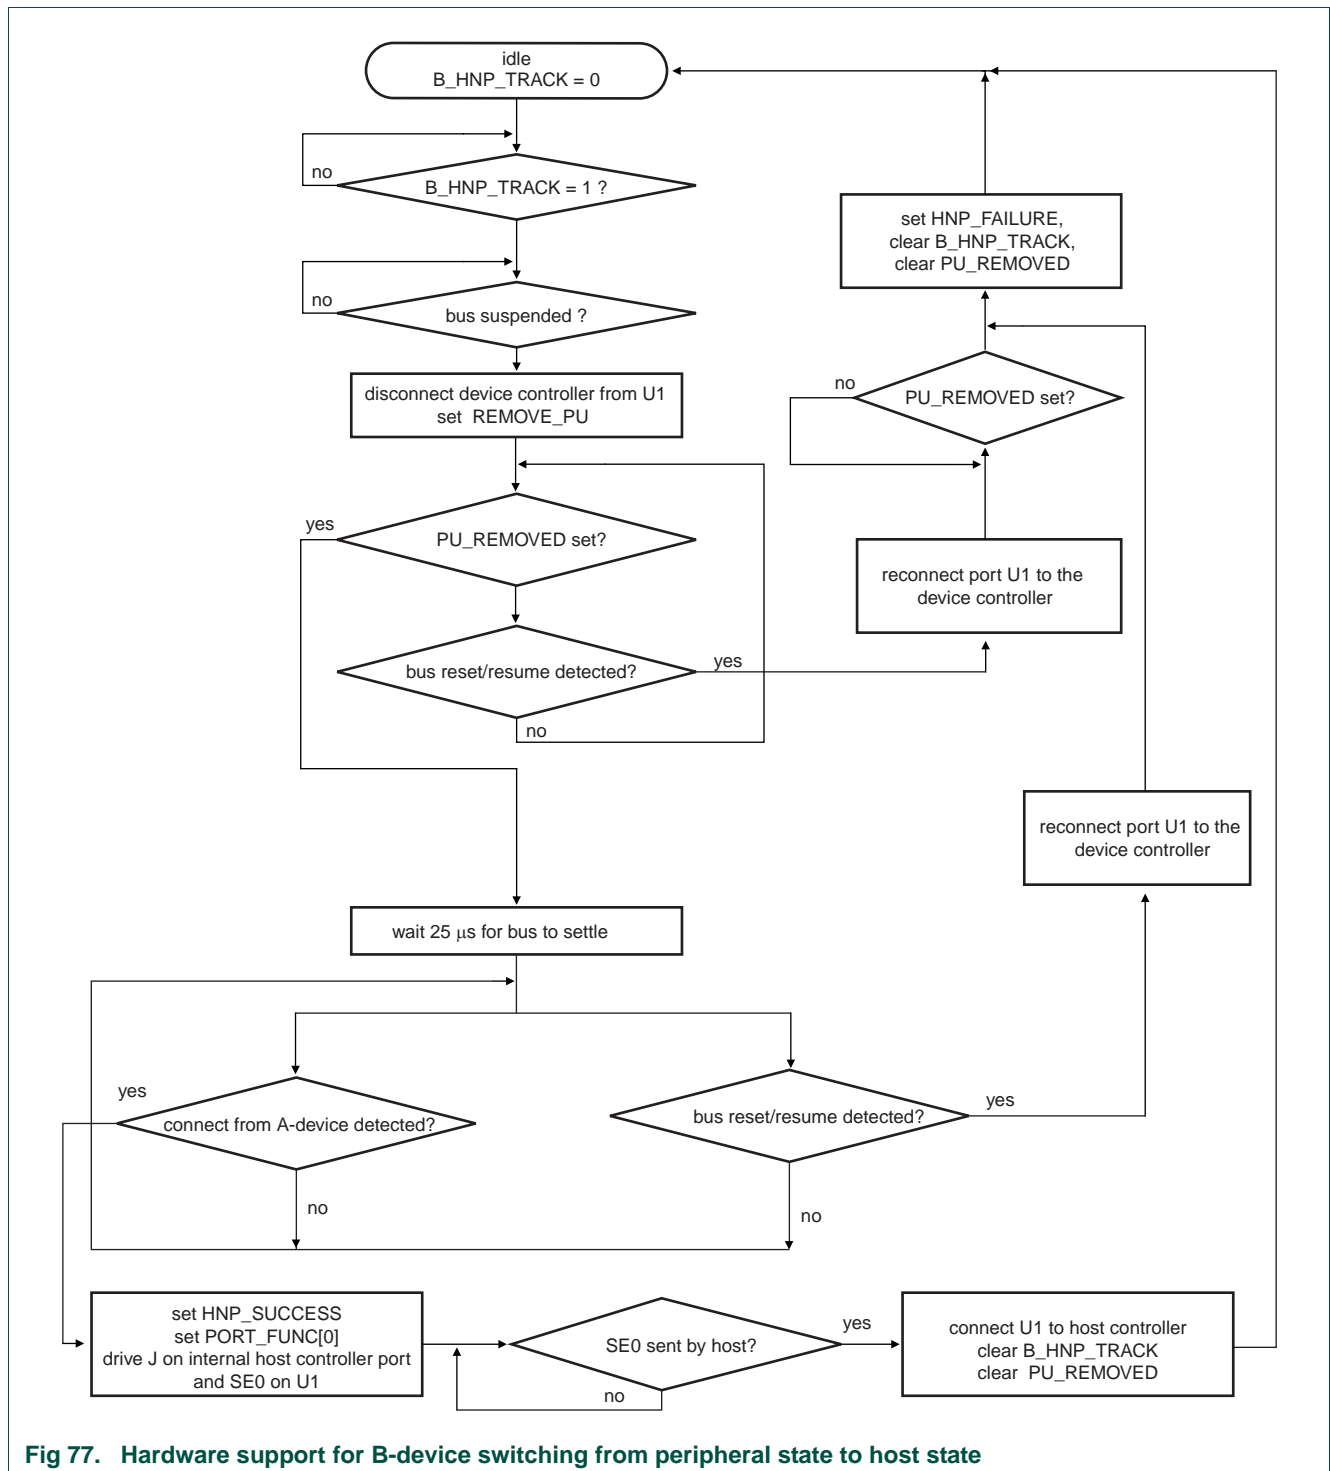 idle
B_HNP_TRACK = 0
no
B_HNP_TRACK = 1 ?
no
bus suspended ?
disconnect device controller from U1
set REMOVE_PU
yes
PU_REMOVED set?
bus reset/resume detected?
yes
no
set HNP_FAILURE,
clear B_HNP_TRACK,
clear PU_REMOVED
no
PU_REMOVED set?
reconnect port U1 to the
device controller
reconnect port U1 to the
device controller
wait 25 μs for bus to settle
yes
connect from A-device detected?
no
bus reset/resume detected?
yes
no
set HNP_SUCCESS
set PORT_FUNC[0]
drive J on internal host controller port
and SE0 on U1
SE0 sent by host?
yes
no
connect U1 to host controller
clear B_HNP_TRACK
clear PU_REMOVED
Fig 77. Hardware support for B-device switching from peripheral state to host state